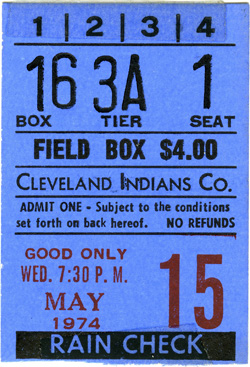 1 | 2 | 3 | 4
16 3A 1
BOX TIER SEAT
FIELD BOX $4.00
CLEVELAND INDIANS CO.
ADMIT ONE - Subject to the conditions
set forth on back hereof. NO REFUNDS
GOOD ONLY
WED. 7:30 P. M.
MAY 15
1974
RAIN CHECK